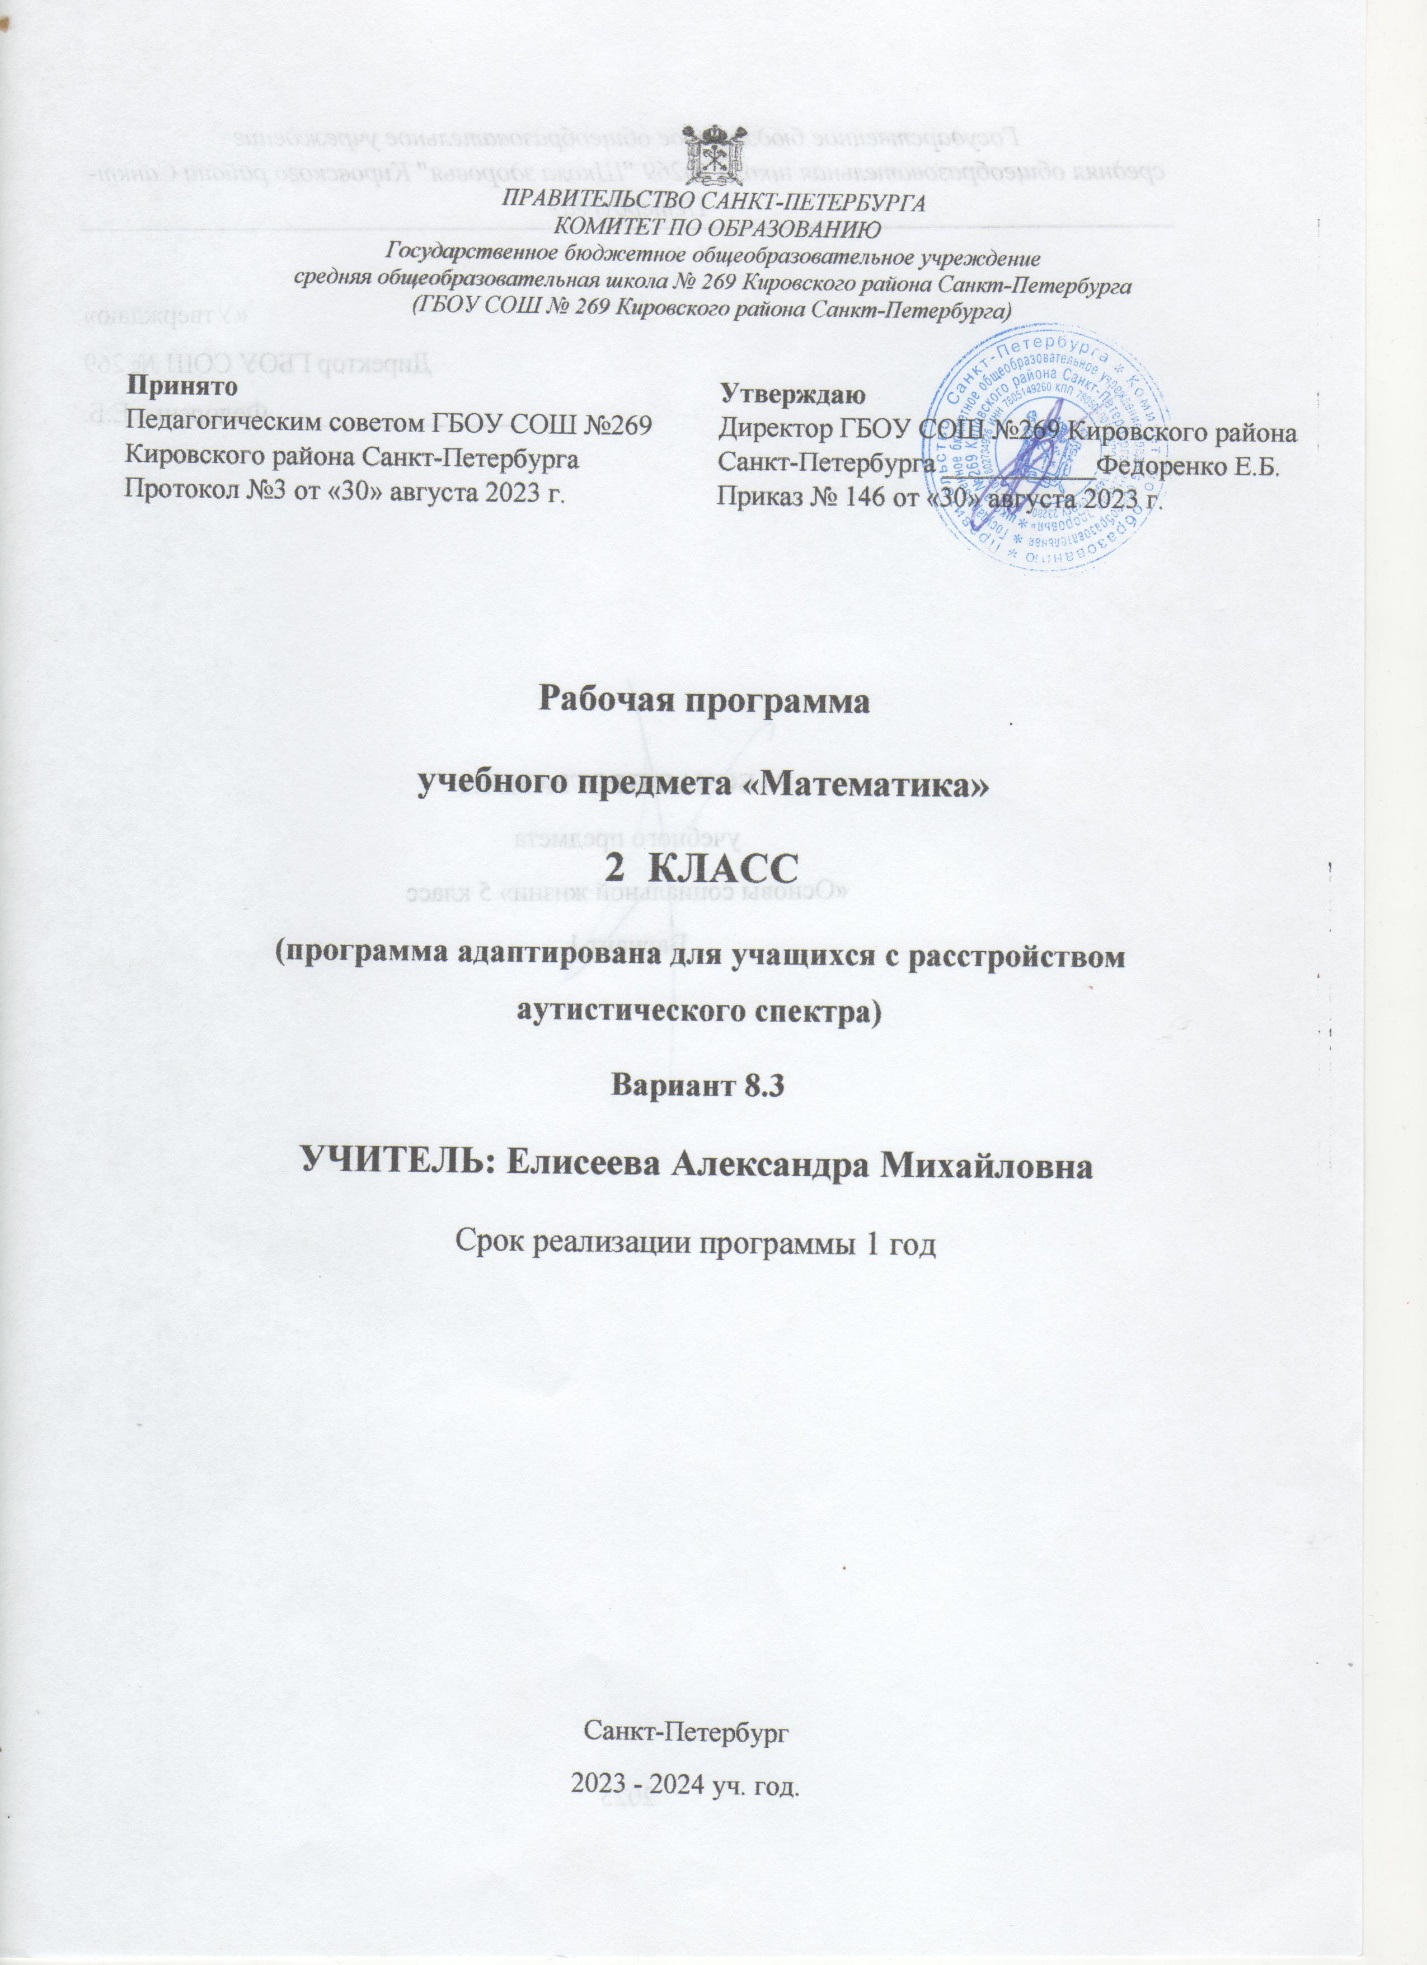 ПРАВИТЕЛЬСТВО САНКТ-ПЕТЕРБУРГА
КОМИТЕТ ПО ОБРАЗОВАНИЮ
Государственное бюджетное общеобразовательное учреждение
средняя общеобразовательная школа № 269 Кировского района Санкт-Петербурга
(ГБОУ СОШ № 269 Кировского района Санкт-Петербурга)
Принято
Педагогическим советом ГБОУ СОШ №269
Кировского района Санкт-Петербурга
Протокол №3 от «30» августа 2023 г.
Утверждаю
Директор ГБОУ СОШ №269 Кировского района
Санкт-Петербурга____________Федоренко Е.Б.
Приказ № 146 от «30» августа 2023 г.
Рабочая программа
учебного предмета «Математика»
2 КЛАСС
(программа адаптирована для учащихся с расстройством
аутистического спектра)
Вариант 8.3
УЧИТЕЛЬ: Елисеева Александра Михайловна
Срок реализации программы 1 год
Санкт-Петербург
2023 - 2024 уч. год.